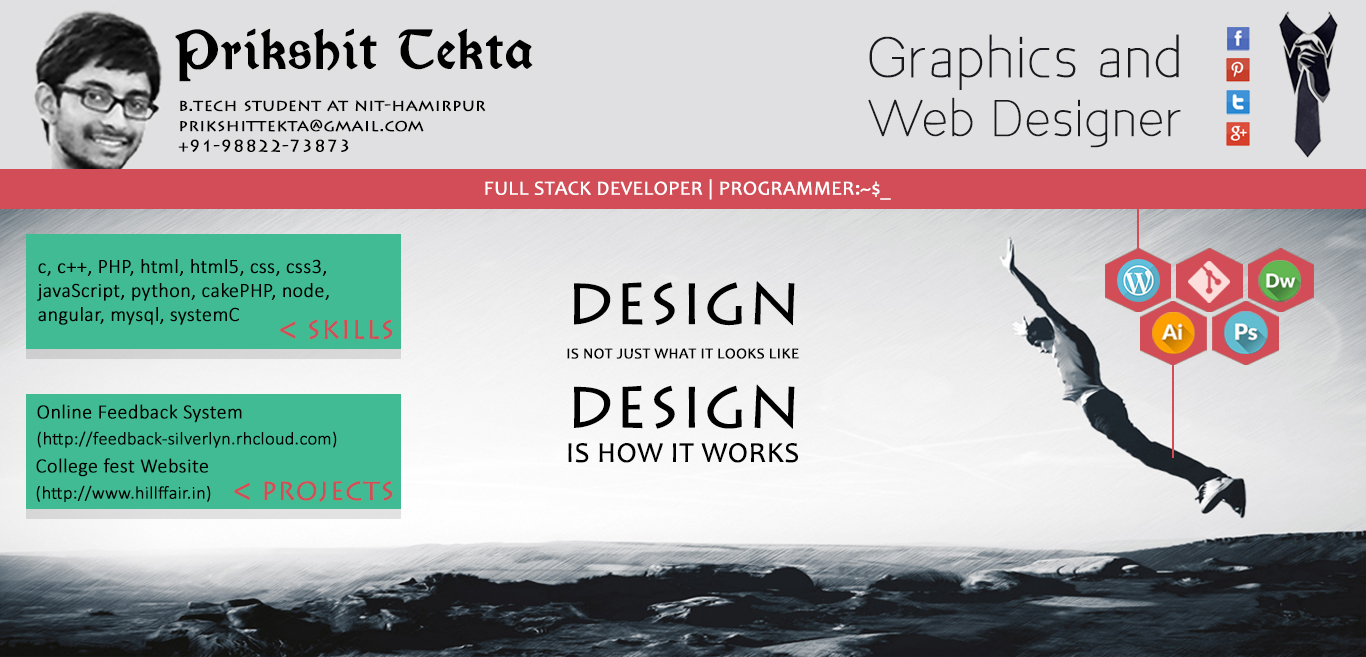 Prikshit Tekta
B.TECH STUDENT AT NIT-HAMIRPUR
PRIKSHITTEKTA@GMAIL.COM
+91-98822-73873
Graphics and
Web Designer
f
t
g+
FULL STACK DEVELOPER | PROGRAMMER:~$_
c, c++, PHP, html, html5, css, css3,
javaScript, python, cakePHP, node,
angular, mysql, systemC
< SKILLS
Online Feedback System
(http://feedback-silverlyn.rhcloud.com)
College fest Website
(http://www.hillffair.in)
< PROJECTS
DESIGN
IS NOT JUST WHAT IT LOOKS LIKE
DESIGN
IS HOW IT WORKS
W
Dw
Ai
Ps